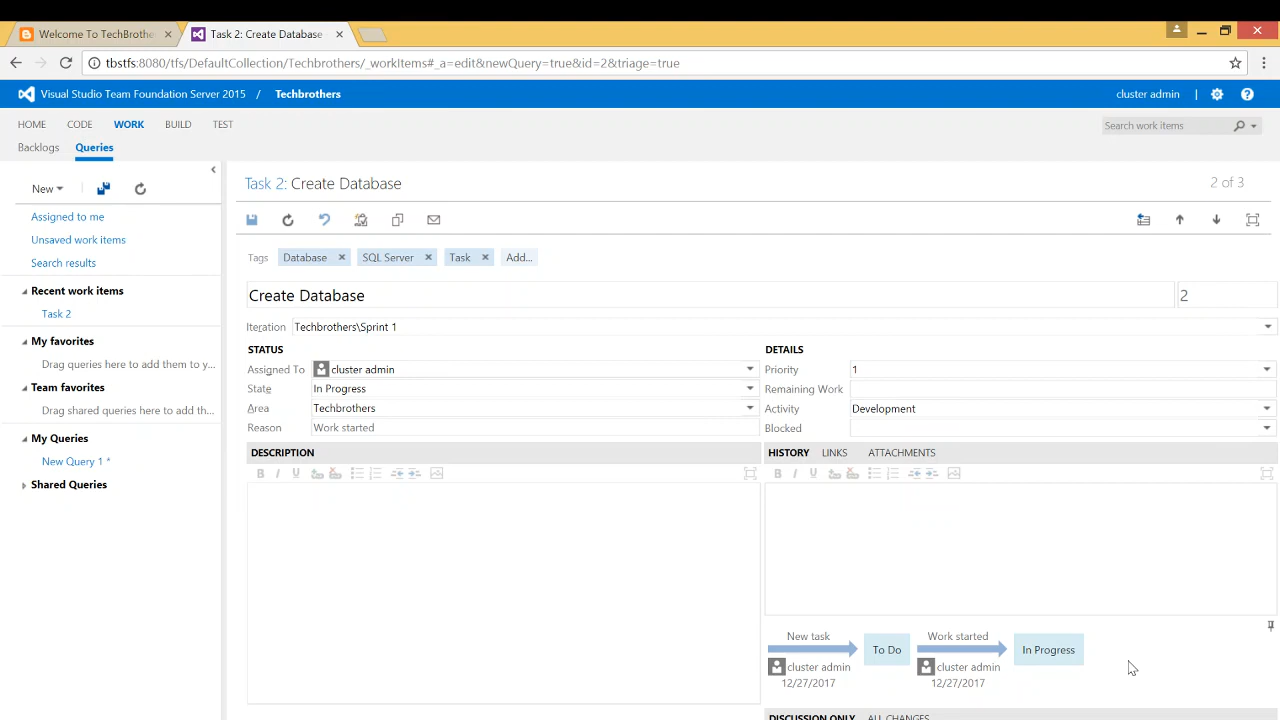 Welcome To TechBrothe
Task 2: Create Database
tbstfs:8080/tfs/DefaultCollection/Techbrothers/_workItems#_a=edit&newQuery=true&id=2&triage=true
Visual Studio Team Foundation Server 2015 / Techbrothers
cluster admin
HOME CODE WORK BUILD TEST
Search work items
Backlogs Queries
New
Assigned to me
Unsaved work items
Search results
Recent work items
Task 2
My favorites
Drag queries here to add them to y...
Team favorites
Drag shared queries here to add th...
My Queries
New Query 1 *
Shared Queries
Task 2: Create Database
2 of 3
Tags Database SQL Server Task Add...
Create Database 2
Iteration Techbrothers\Sprint 1
STATUS
Assigned To cluster admin
State In Progress
Area Techbrothers
Reason Work started
DETAILS
Priority 1
Remaining Work
Activity Development
Blocked
DESCRIPTION
B I U
HISTORY LINKS ATTACHMENTS
B I U
New task To Do Work started In Progress
cluster admin cluster admin
12/27/2017 12/27/2017
DISCUSSION ONLY ALL CHANGES